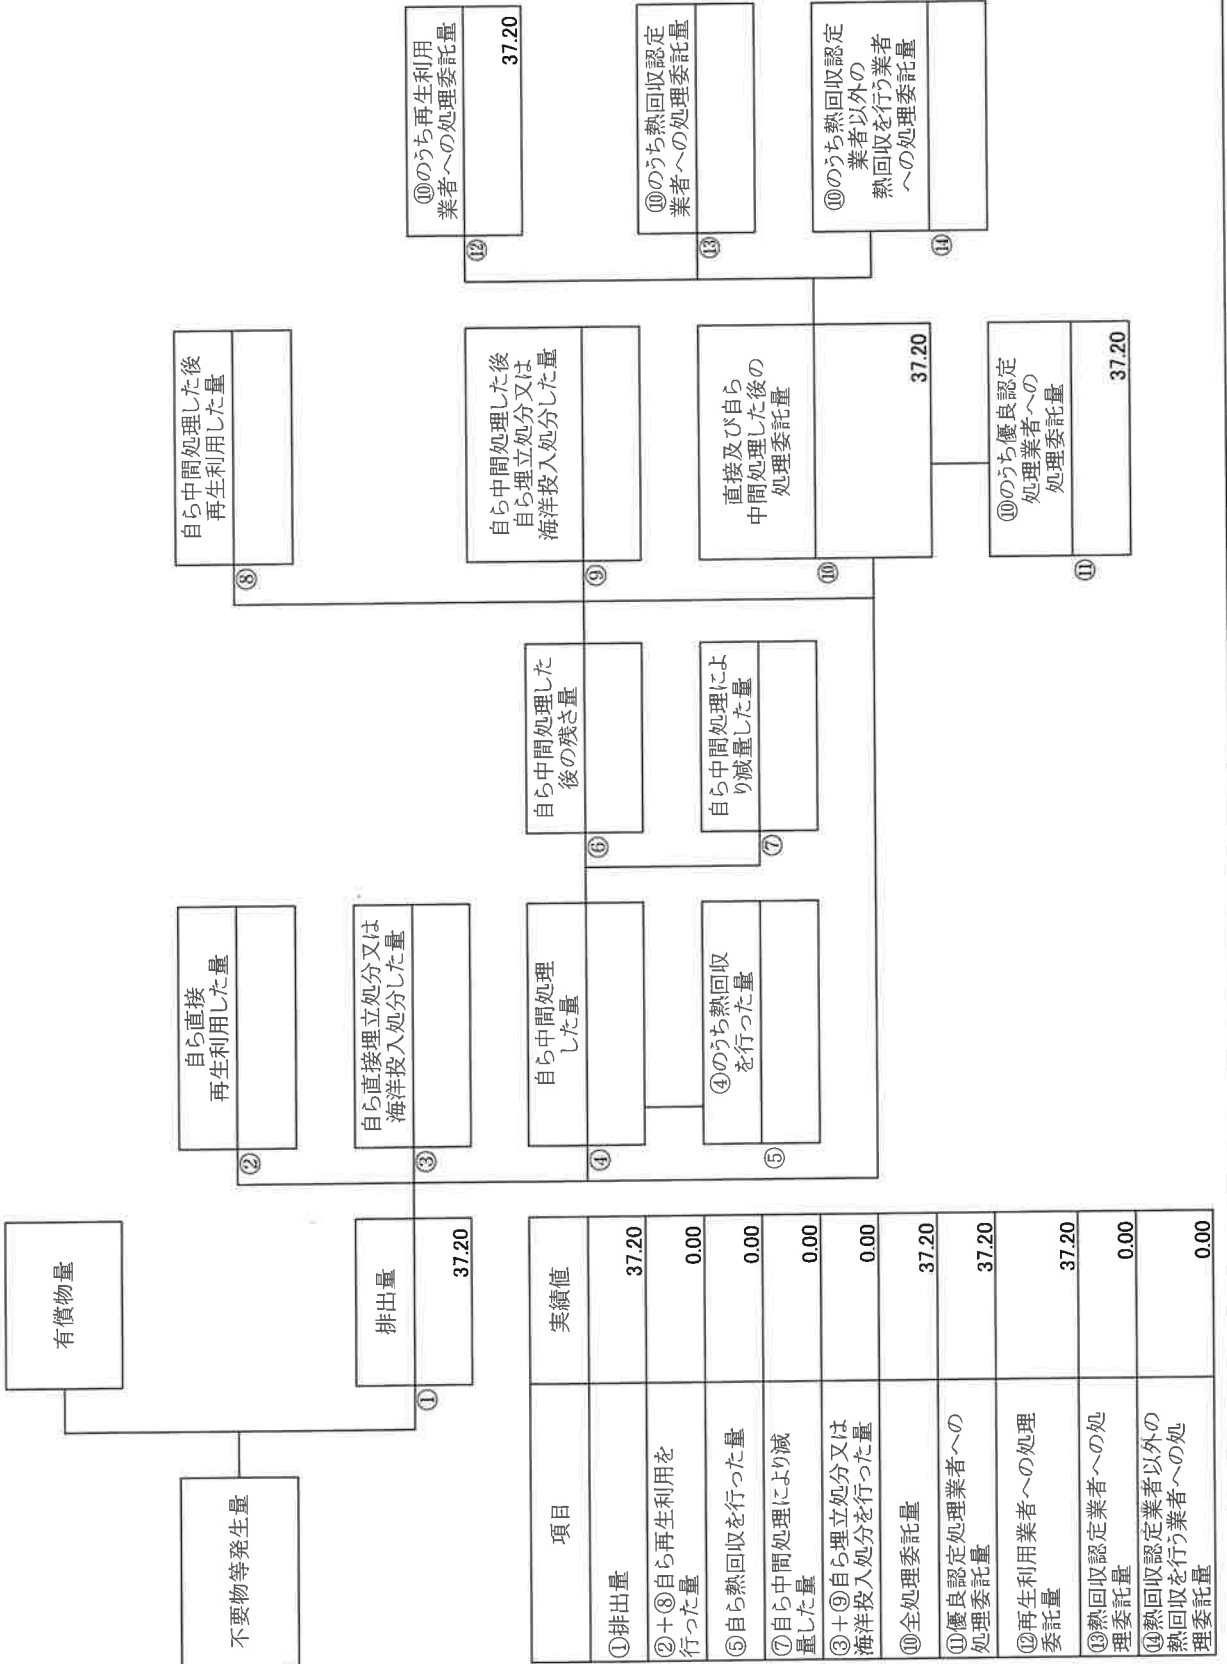 不要物等発生量
有償物量
排出量
①
37.20
自ら直接
再生利用した量
②
自ら直接埋立処分又は
海洋投入処分した量
③
自ら中間処理
した量
④
④のうち熱回収
を行った量
⑤
自ら中間処理した
後の残さ量
⑥
自ら中間処理によ
り減量した量
⑦
自ら中間処理した後
再生利用した量
⑧
自ら中間処理した後
自ら埋立処分又は
海洋投入処分した量
⑨
直接及び自ら
中間処理した後の
処理委託量
⑩
37.20
⑩のうち優良認定
処理業者への
処理委託量
⑪
37.20
⑩のうち再生利用
業者への処理委託量
⑫
37.20
⑩のうち熱回収認定
業者への処理委託量
⑬
⑩のうち熱回収認定
業者以外の
熱回収を行う業者
への処理委託量
⑭
項目 実績値
①排出量 37.20
②+⑧自ら再生利用を
行った量 0.00
⑤自ら熱回収を行った量 0.00
⑦自ら中間処理により減
量した量 0.00
③+⑨自ら埋立処分又は
海洋投入処分を行った量 0.00
⑩全処理委託量 37.20
⑪優良認定処理業者への
処理委託量 37.20
⑫再生利用業者への処理
委託量 37.20
⑬熱回収認定業者への処
理委託量 0.00
⑭熱回収認定業者以外の
熱回収を行う業者への処
理委託量 0.00